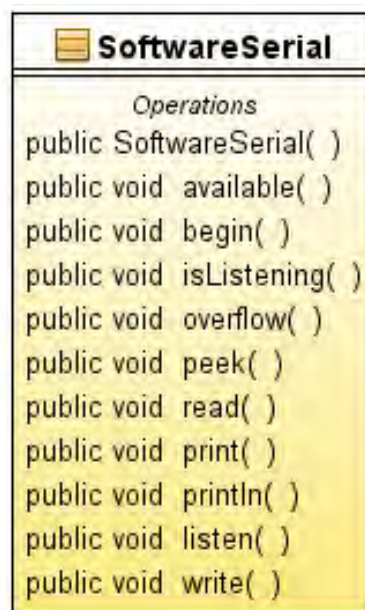 SoftwareSerial
Operations
public SoftwareSerial( )
public void available( )
public void begin( )
public void isListening( )
public void overflow( )
public void peek( )
public void read( )
public void print( )
public void println( )
public void listen( )
public void write( )